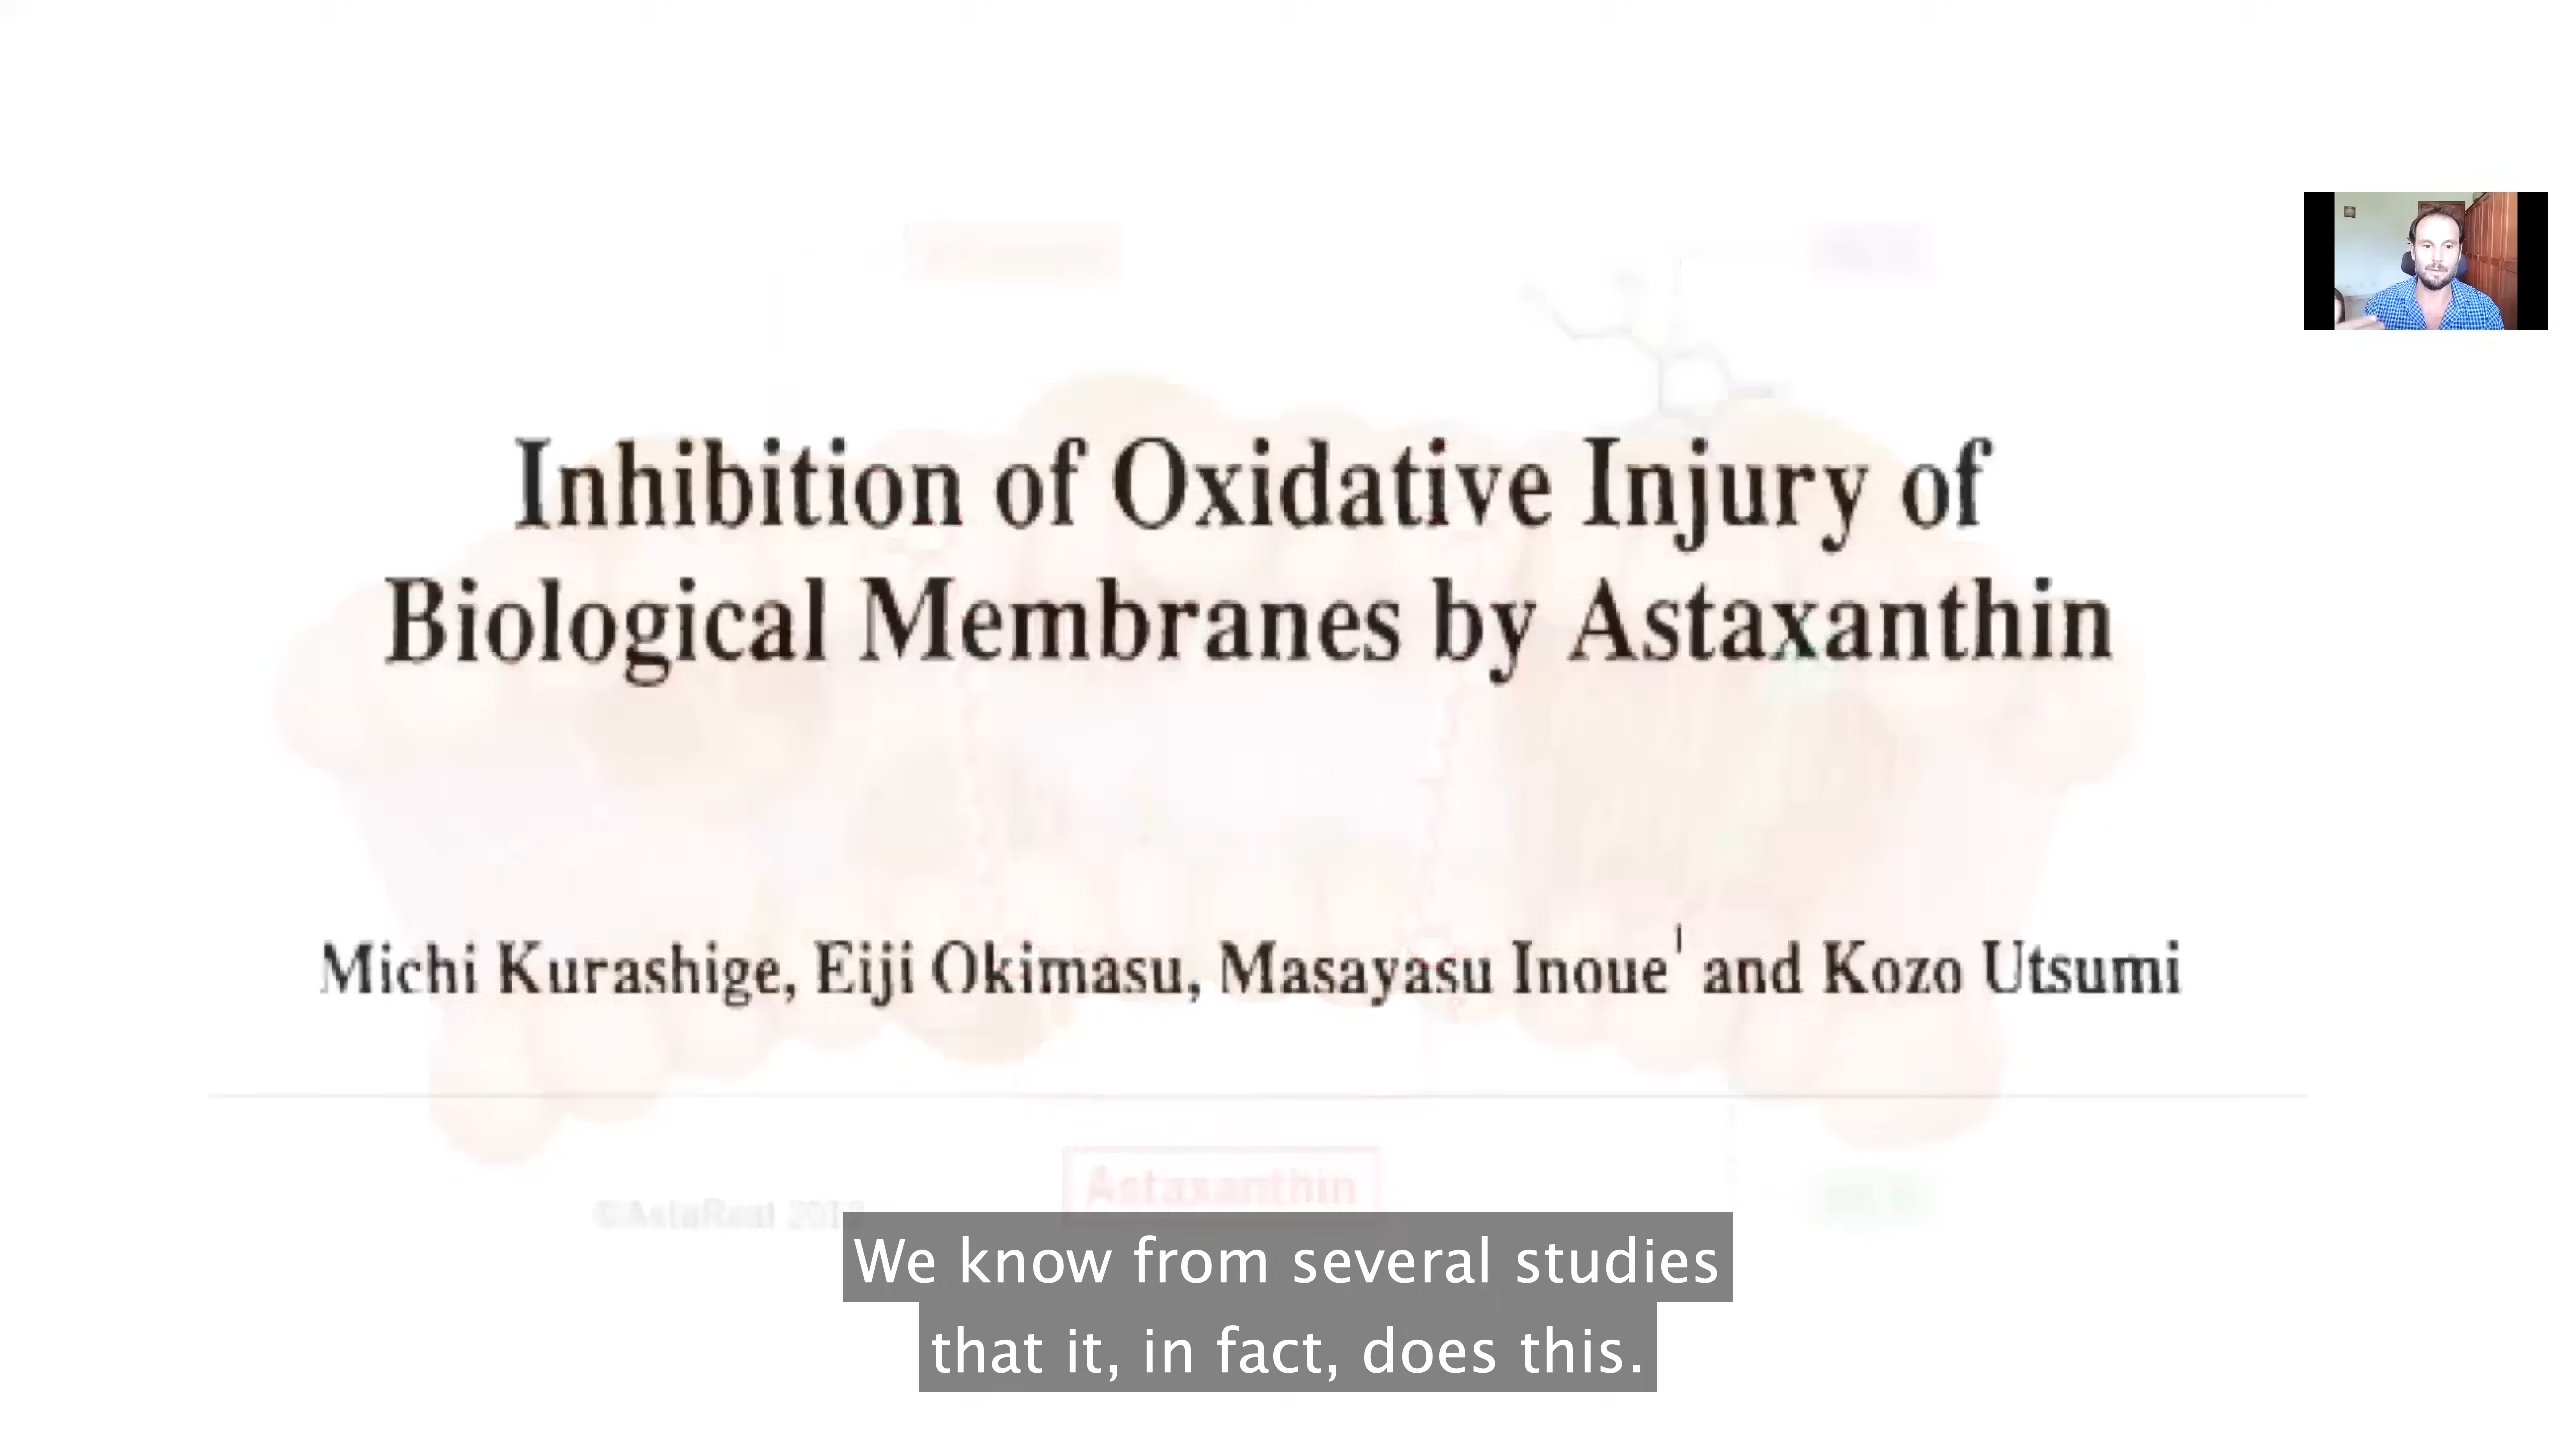 Inhibition of Oxidative Injury of
Biological Membranes by Astaxanthin
Michi Kurashige, Eiji Okimasu, Masayasu Inoue¹ and Kozo Utsumi
Astaxanthin
©AstaReal
We know from several studies
that it, in fact, does this.